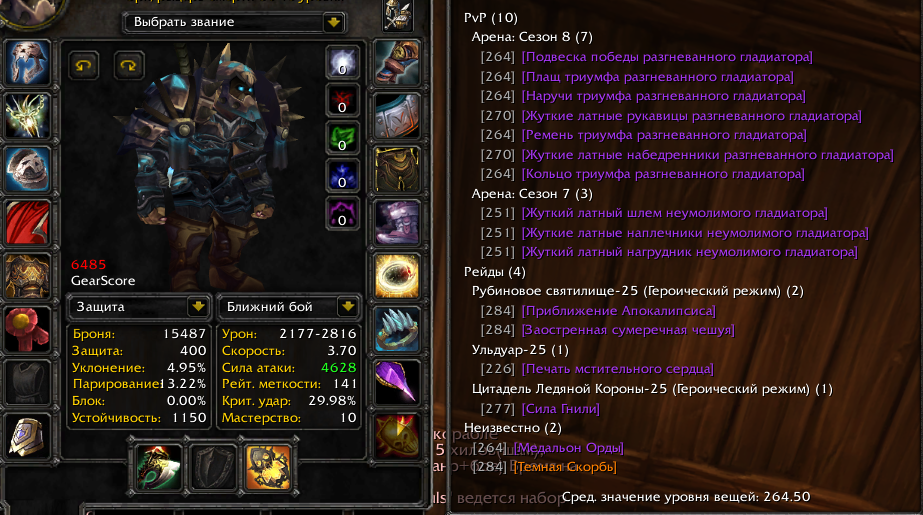 Выбрать звание
0
0
0
0
0
6485
GearScore
Защита
Ближний бой
Броня: 15487
Защита: 400
Уклонение: 4.95%
Парирование: 13.22%
Блок: 0.00%
Устойчивость: 1150
Урон: 2177-2816
Скорость: 3.70
Сила атаки: 4628
Рейт. меткости: 141
Крит. удар: 29.98%
Мастерство: 10
PvP (10)
Арена: Сезон 8 (7)
[264] [Подвеска победы разгневанного гладиатора]
[264] [Плащ триумфа разгневанного гладиатора]
[264] [Наручи триумфа разгневанного гладиатора]
[270] [Жуткие латные рукавицы разгневанного гладиатора]
[264] [Ремень триумфа разгневанного гладиатора]
[270] [Жуткие латные набедренники разгневанного гладиатора]
[264] [Кольцо триумфа разгневанного гладиатора]
Арена: Сезон 7 (3)
[251] [Жуткий латный шлем неумолимого гладиатора]
[251] [Жуткие латные наплечники неумолимого гладиатора]
[251] [Жуткий латный нагрудник неумолимого гладиатора]
Рейды (4)
Рубиновое святилище-25 (Героический режим) (2)
[284] [Приближение Апокалипсиса]
[284] [Заостренная сумеречная чешуя]
Ульдуар-25 (1)
[226] [Печать мстительного сердца]
Цитадель Ледяной Короны-25 (Героический режим) (1)
[277] [Сила Гнили]
Неизвестно (2)
[264] [Медальон Орды]
[284] [Темная Скорбь]
ведется набор
Сред. значение уровня вещей: 264.50